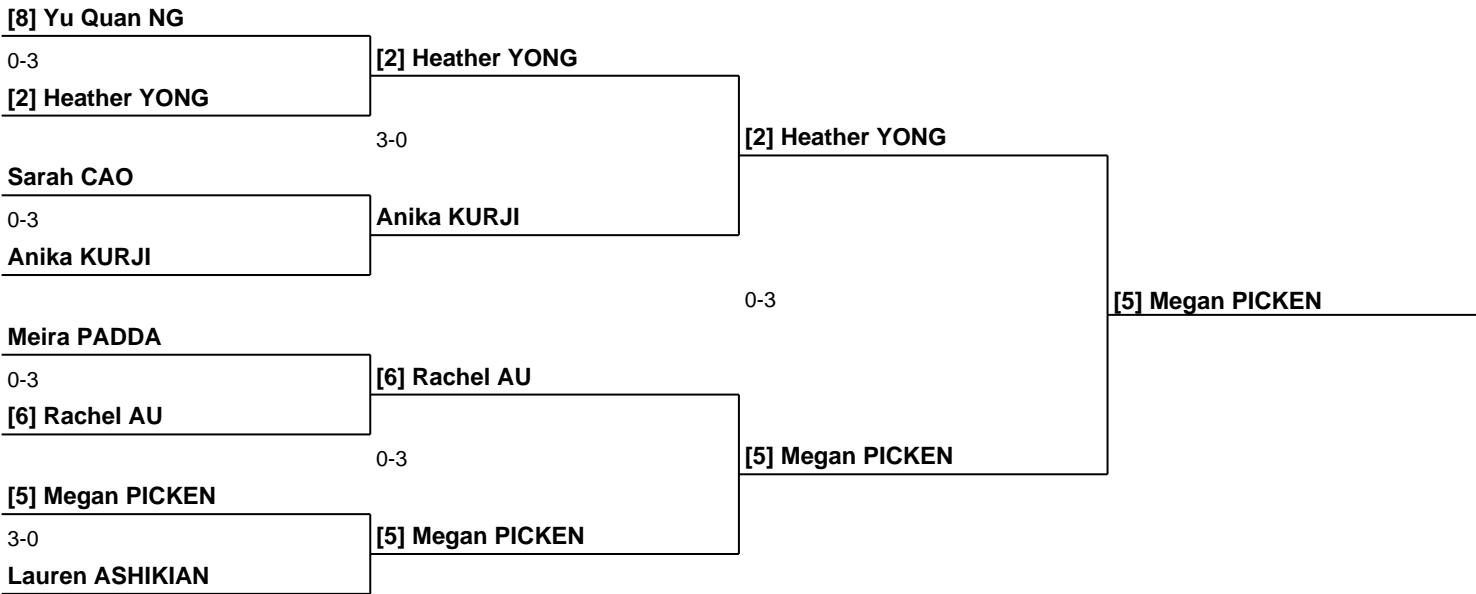 [8] Yu Quan NG
0-3
[2] Heather YONG
Sarah CAO
0-3
Anika KURJI
Meira PADDA
0-3
[6] Rachel AU
[5] Megan PICKEN
3-0
Lauren ASHIKIAN
[2] Heather YONG
3-0
Anika KURJI
[6] Rachel AU
0-3
[5] Megan PICKEN
[2] Heather YONG
0-3
[5] Megan PICKEN
[5] Megan PICKEN